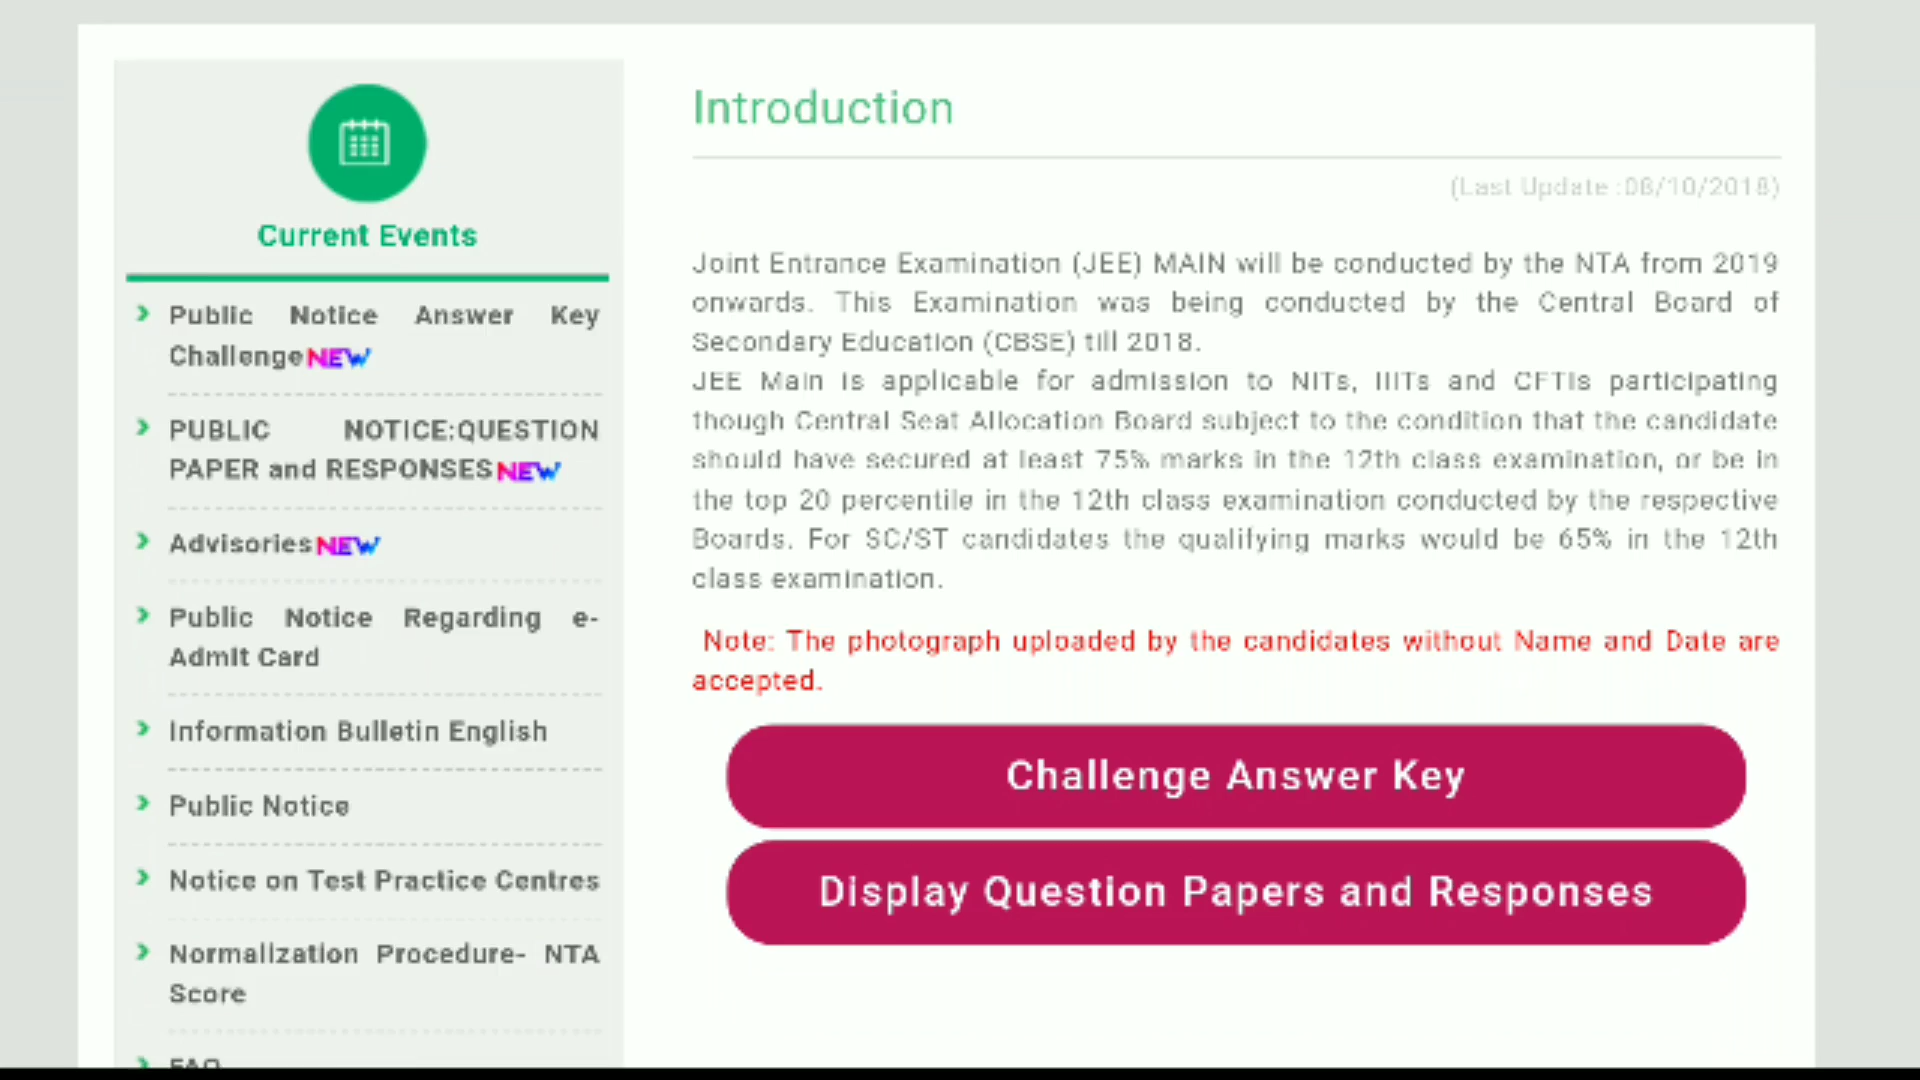 Current Events
Public Notice Answer Key
ChallengeNEW
PUBLIC NOTICE:QUESTION
PAPER and RESPONSESNEW
AdvisoriesNEW
Public Notice Regarding e-
Admit Card
Information Bulletin English
Public Notice
Notice on Test Practice Centres
Normalization Procedure- NTA
Score
FAQ
Introduction
(Last Update :08/10/2018)
Joint Entrance Examination (JEE) MAIN will be conducted by the NTA from 2019
onwards. This Examination was being conducted by the Central Board of
Secondary Education (CBSE) till 2018.
JEE Main is applicable for admission to NITs, IIITs and CFTIs participating
though Central Seat Allocation Board subject to the condition that the candidate
should have secured at least 75% marks in the 12th class examination, or be in
the top 20 percentile in the 12th class examination conducted by the respective
Boards. For SC/ST candidates the qualifying marks would be 65% in the 12th
class examination.
Note: The photograph uploaded by the candidates without Name and Date are
accepted.
Challenge Answer Key
Display Question Papers and Responses